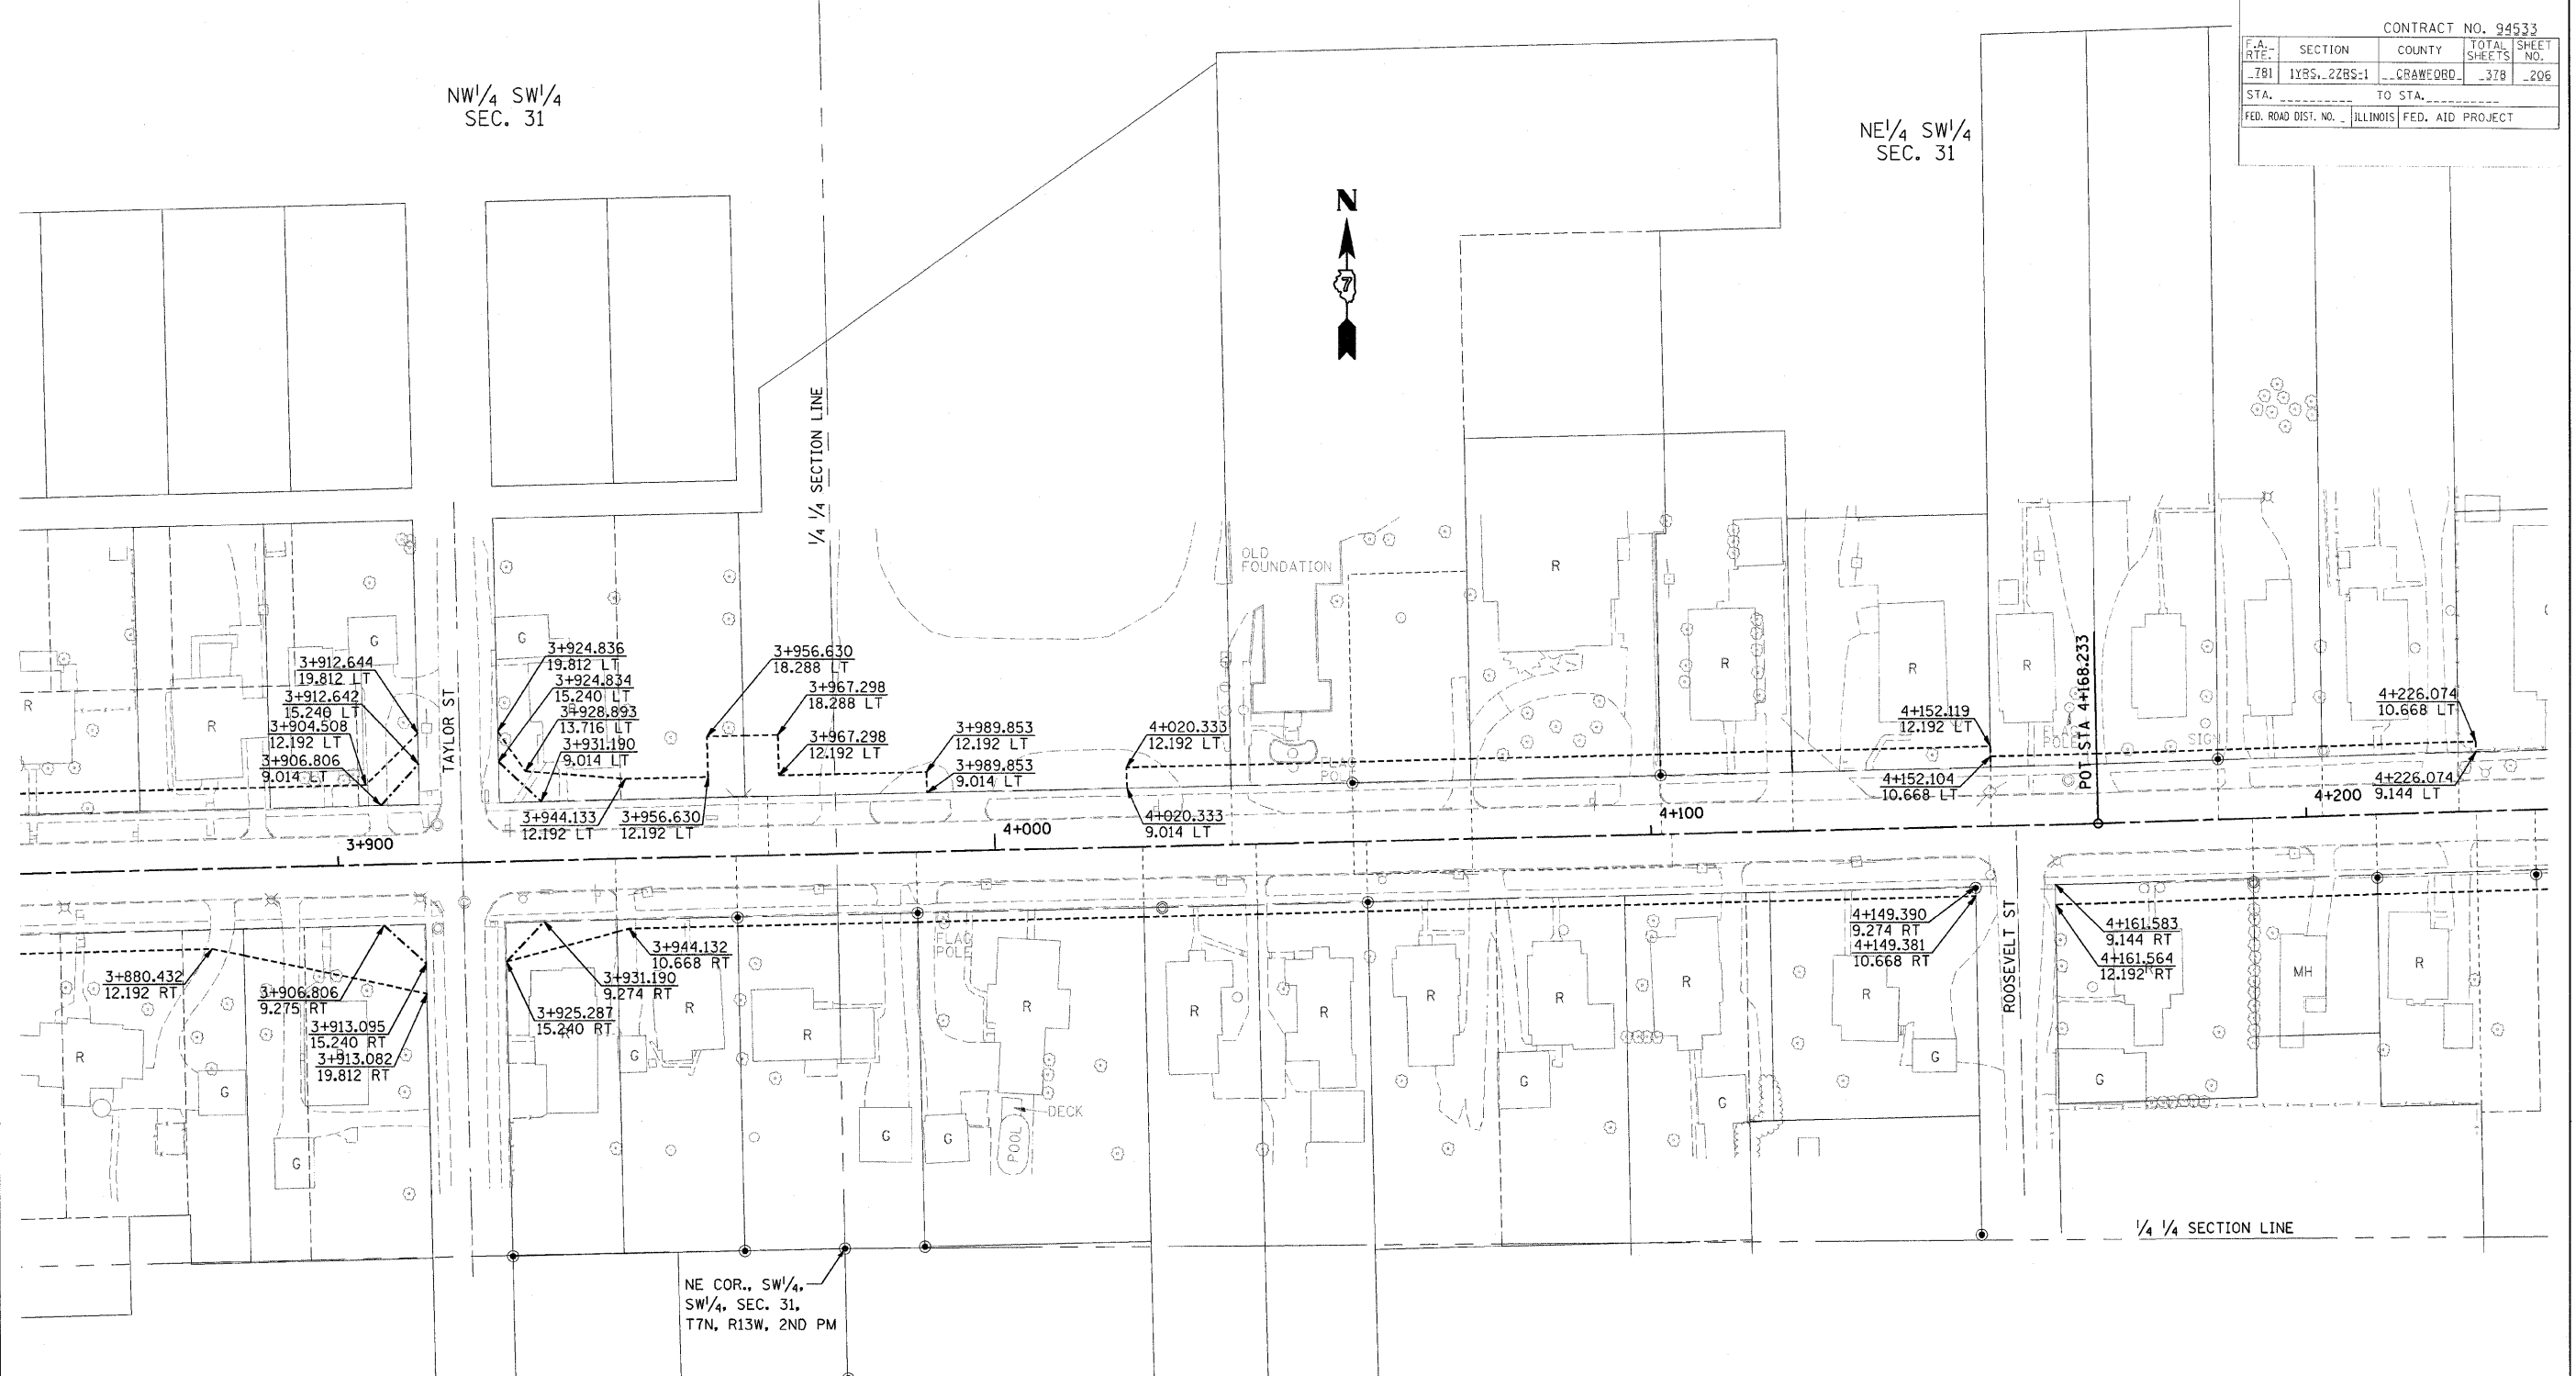 CONTRACT NO. 94533
F.A. RTE. SECTION COUNTY TOTAL SHEETS SHEET NO.
781 1YRS, 2ZRS-1 CRAWFORD 378 206
STA. TO STA.
FED. ROAD DIST. NO. ILLINOIS FED. AID PROJECT
NW1/4 SW1/4
SEC. 31
NE1/4 SW1/4
SEC. 31
N
7
1/4 1/4 SECTION LINE
OLD
FOUNDATION
R
G
G
3+912.644
19.812 LT
3+912.642
15.240 LT
3+904.508
12.192 LT
3+906.806
9.014 LT
TAYLOR ST
3+924.836
19.812 LT
3+924.834
15.240 LT
3+928.893
13.716 LT
3+931.190
9.014 LT
3+944.133
12.192 LT
3+956.630
12.192 LT
3+956.630
18.288 LT
3+967.298
18.288 LT
3+967.298
12.192 LT
3+989.853
12.192 LT
3+989.853
9.014 LT
4+020.333
12.192 LT
4+020.333
9.014 LT
R
R
FLAG
POLE
R
R
R
R
4+152.119
12.192 LT
4+152.104
10.668 LT
POLE
POT STA 4+168.233
SIGN
4+226.074
10.668 LT
4+226.074
9.144 LT
3+900
4+000
4+100
4+200
3+880.432
12.192 RT
3+906.806
9.275 RT
3+913.095
15.240 RT
3+913.082
19.812 RT
3+944.132
10.668 RT
3+931.190
9.274 RT
3+925.287
15.240 RT
FLAG
POLE
4+149.390
9.274 RT
4+149.381
10.668 RT
ROOSEVELT ST
4+161.583
9.144 RT
4+161.564
12.192 RT
R
R
R
R
R
R
R
R
R
R
R
R
MH
R
G
G
G
G
G
G
G
G
G
DECK
POOL
1/4 1/4 SECTION LINE
NE COR., SW1/4,
SW1/4, SEC. 31,
T7N, R13W, 2ND PM